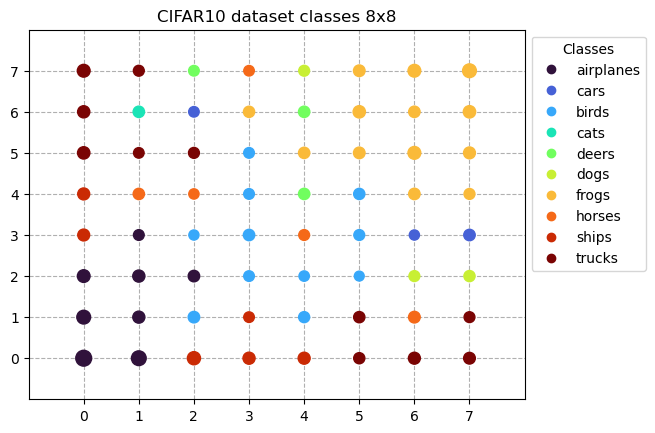 CIFAR10 dataset classes 8x8
7
6
5
4
3
2
1
0
0 1 2 3 4 5 6 7
Classes
airplanes
cars
birds
cats
deers
dogs
frogs
horses
ships
trucks